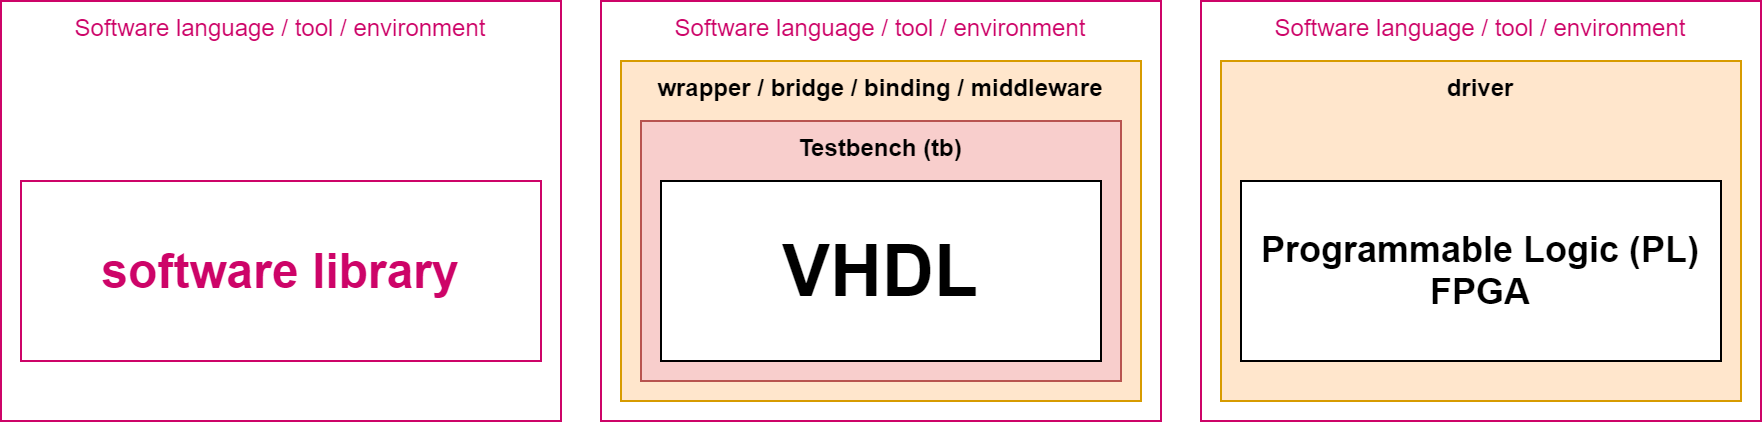 Software language / tool / environment
software library
Software language / tool / environment
wrapper / bridge / binding / middleware
Testbench (tb)
VHDL
Software language / tool / environment
driver
Programmable Logic (PL)
FPGA